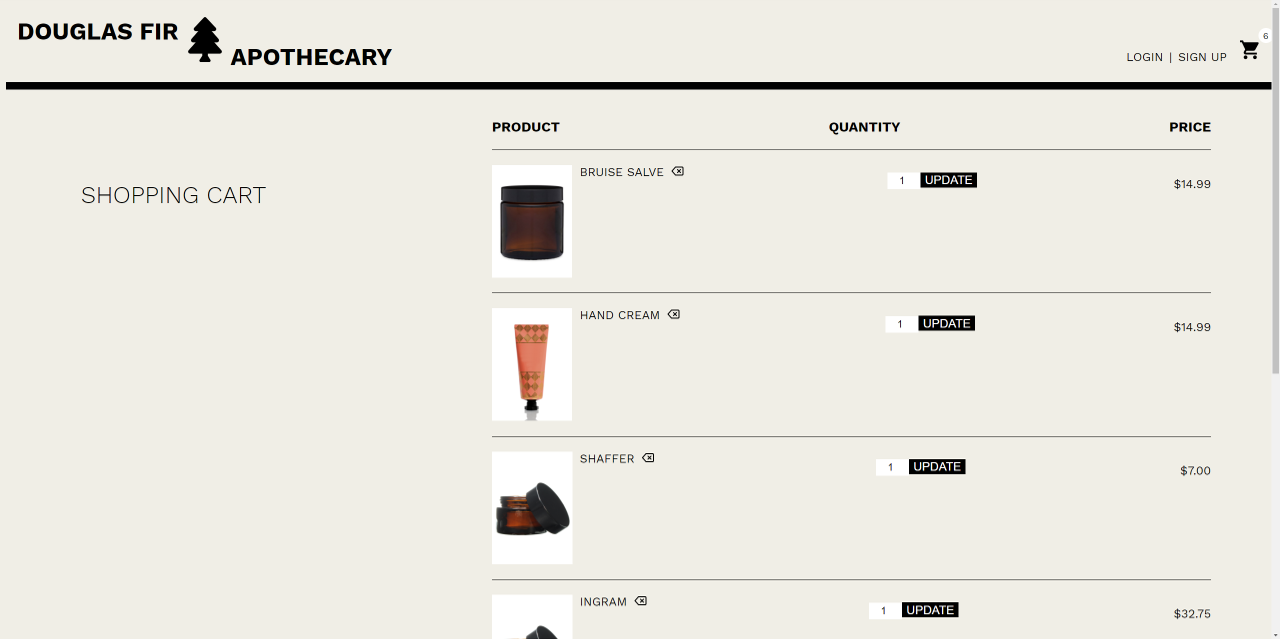 DOUGLAS FIR
APOTHECARY
LOGIN | SIGN UP
6
PRODUCT QUANTITY PRICE
SHOPPING CART
BRUISE SALVE 1 UPDATE $14.99
HAND CREAM 1 UPDATE $14.99
SHAFFER 1 UPDATE $7.00
INGRAM 1 UPDATE $32.75